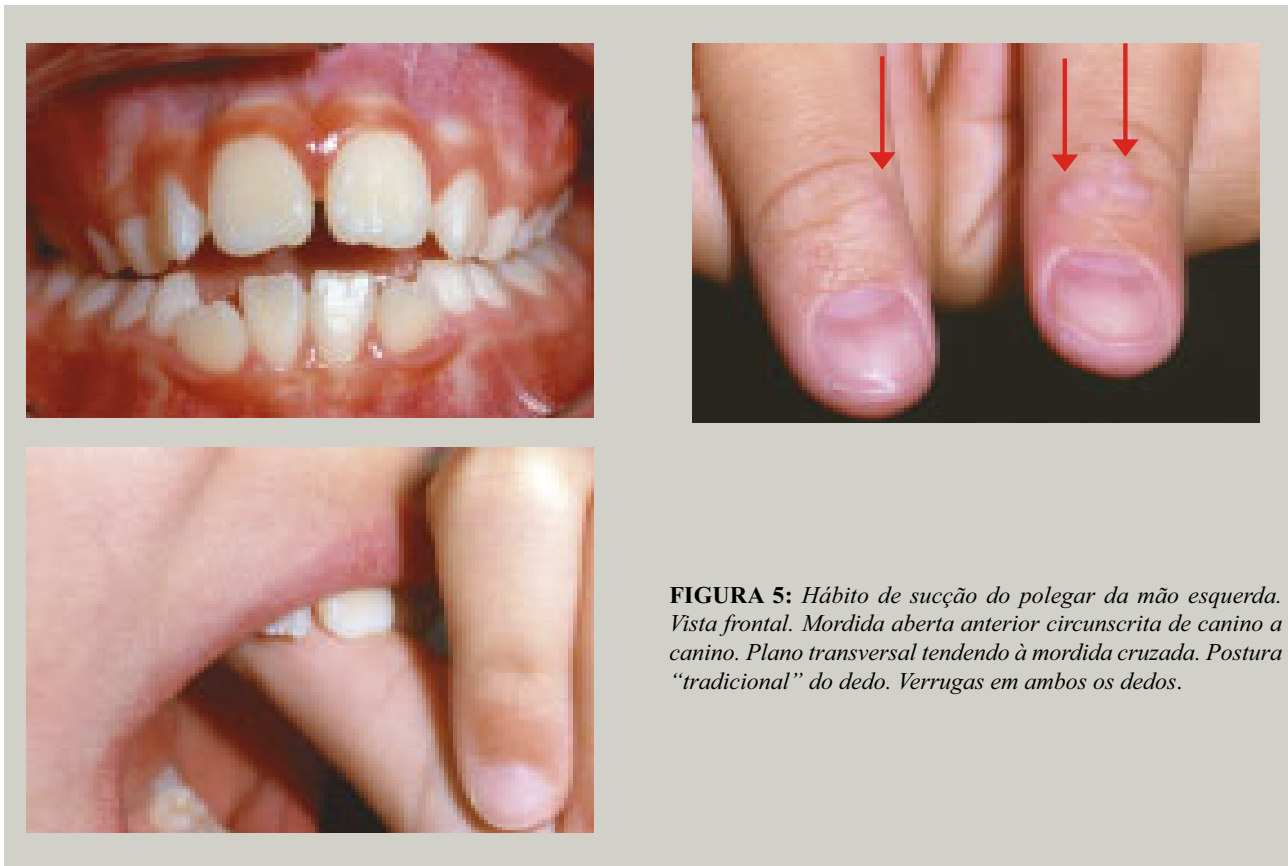 FIGURA 5: Hábito de sucção do polegar da mão esquerda.
Vista frontal. Mordida aberta anterior circunscrita de canino a
canino. Plano transversal tendendo à mordida cruzada. Postura
“tradicional” do dedo. Verrugas em ambos os dedos.